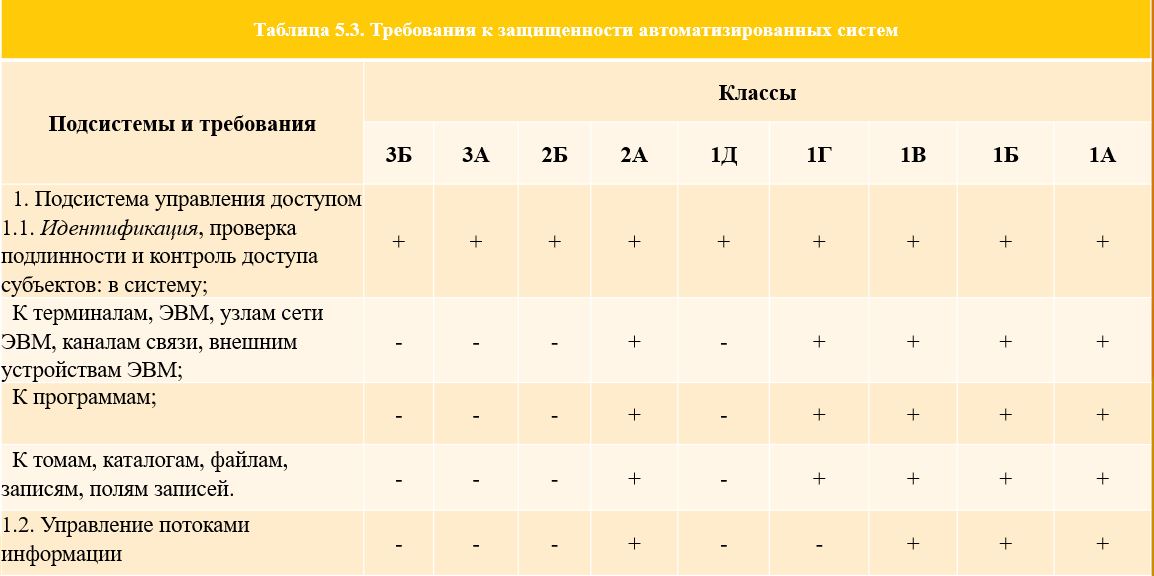 Таблица 5.3. Требования к защищенности автоматизированных систем
Подсистемы и требования
Классы
3Б 3А 2Б 2А 1Д 1Г 1В 1Б 1А
1. Подсистема управления доступом
1.1. Идентификация, проверка
подлинности и контроль доступа
субъектов: в систему;
+ + + + + + + + +
К терминалам, ЭВМ, узлам сети
ЭВМ, каналам связи, внешним
устройствам ЭВМ;
- - - + - + + + +
К программам;
- - - + - + + + +
К томам, каталогам, файлам,
записям, полям записей.
- - - + - + + + +
1.2. Управление потоками
информации
- - - + - - + + +